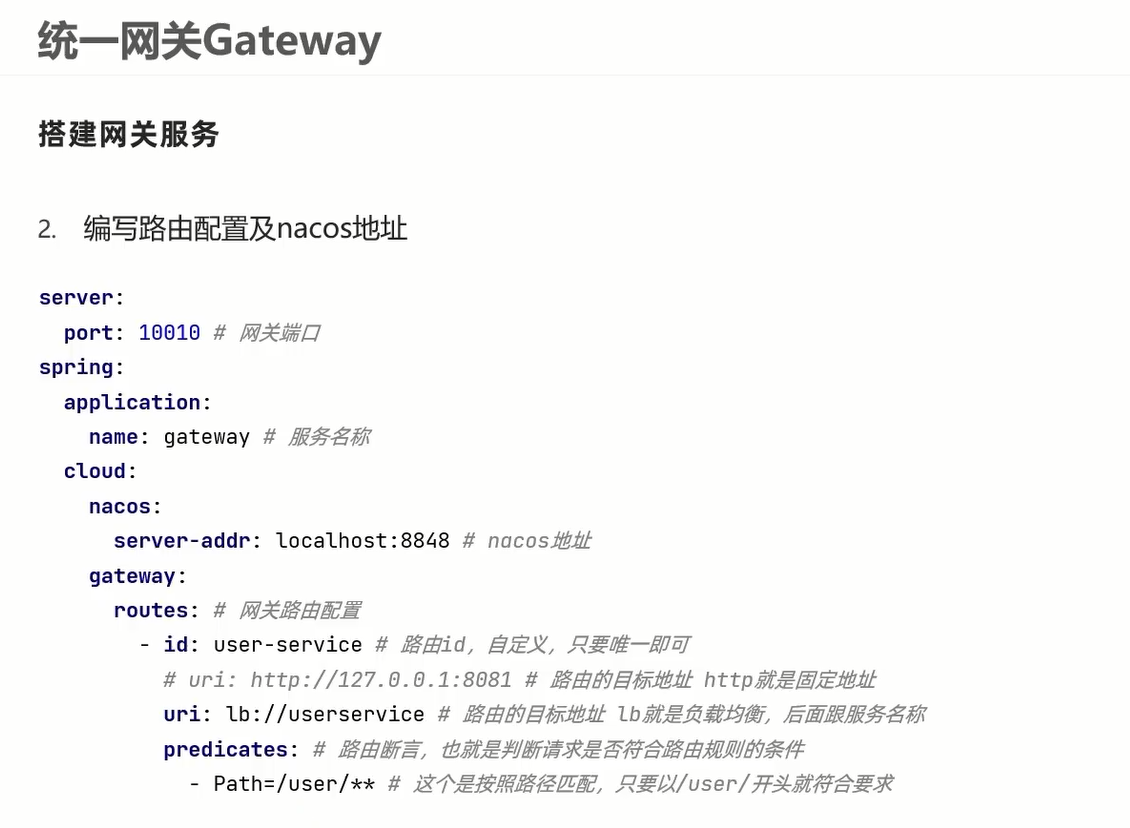 统一网关Gateway
搭建网关服务
2. 编写路由配置及nacos地址
server:
  port: 10010 # 网关端口
spring:
  application:
    name: gateway # 服务名称
  cloud:
    nacos:
      server-addr: localhost:8848 # nacos地址
    gateway:
      routes: # 网关路由配置
        - id: user-service # 路由id，自定义，只要唯一即可
          # uri: http://127.0.0.1:8081 # 路由的目标地址 http就是固定地址
          uri: lb://userservice # 路由的目标地址 lb就是负载均衡，后面跟服务名称
          predicates: # 路由断言，也就是判断请求是否符合路由规则的条件
            - Path=/user/** # 这个是按照路径匹配，只要以/user/开头就符合要求